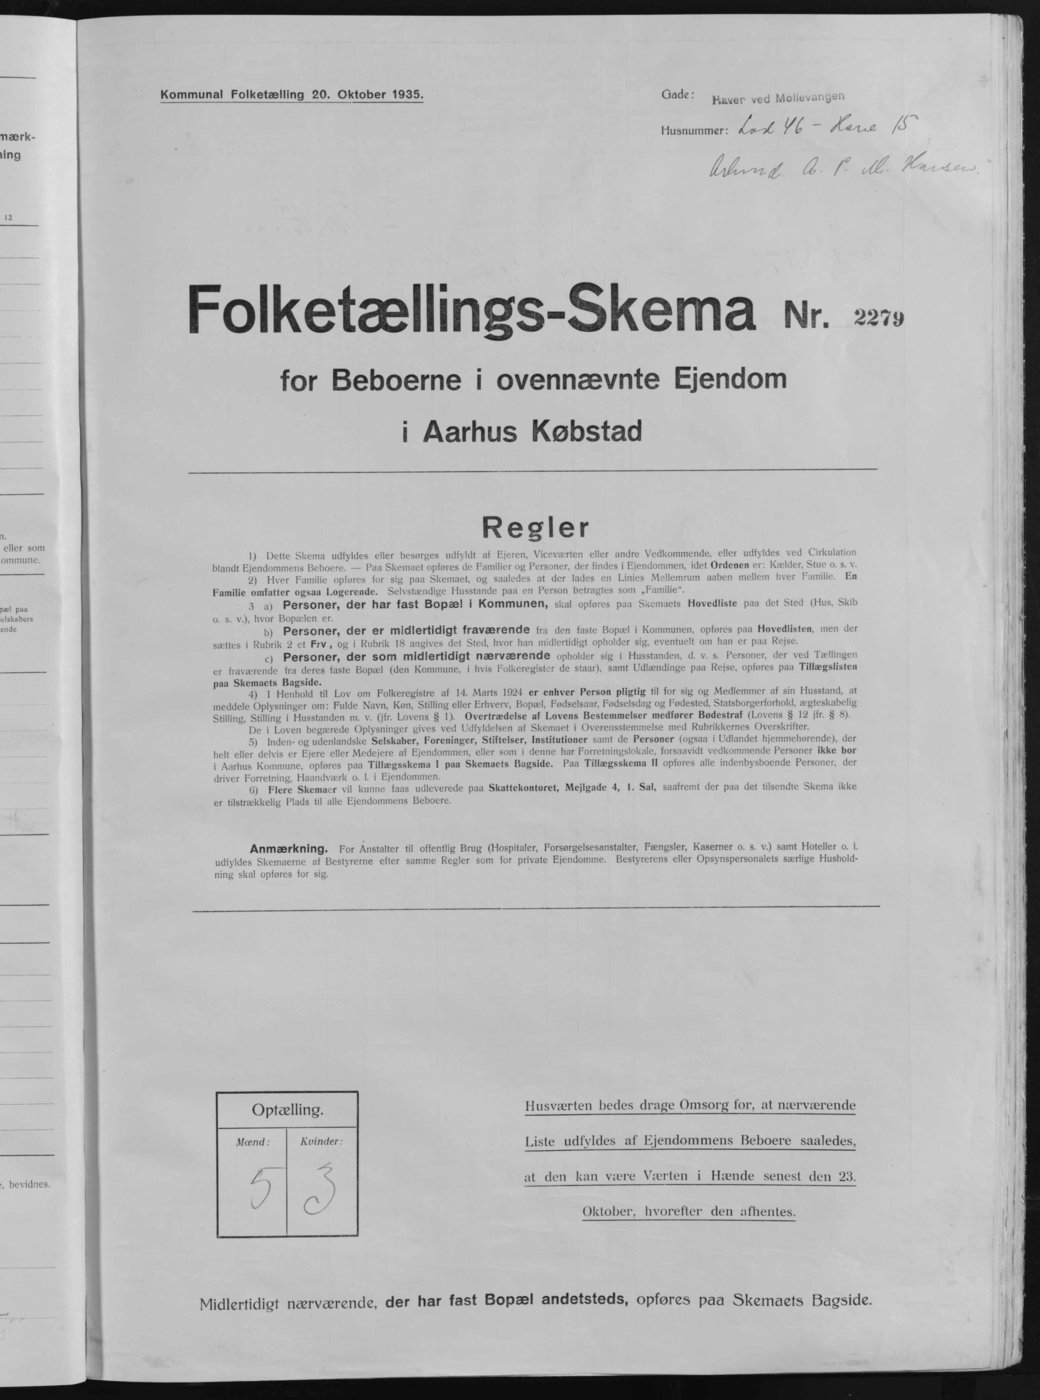 mærk-
ning
12
n.
eller som
ommune.
pæl paa
elskabers
ende
, bevidnes.
Kommunal Folketælling 20. Oktober 1935.
Gade: Haver ved Møllevangen
Husnummer: Lod 46 - Have 15
A. P. M. Hansen.
Folketællings-Skema Nr. 2279
for Beboerne i ovennævnte Ejendom
i Aarhus Købstad
Regler
1) Dette Skema udfyldes eller besørges udfyldt af Ejeren, Viceværten eller andre Vedkommende, eller udfyldes ved Cirkulation
blandt Ejendommens Beboere. — Paa Skemaet opføres de Familier og Personer, der findes i Ejendommen, idet Ordenen er: Kælder, Stue o. s. v.
2) Hver Familie opføres for sig paa Skemaet, og saaledes at der lades en Linies Mellemrum aaben mellem hver Familie. En
Familie omfatter ogsaa Logerende. Selvstændige Husstande paa en Person betragtes som „Familie“.
3 a) Personer, der har fast Bopæl i Kommunen, skal opføres paa Skemaets Hovedliste paa det Sted (Hus, Skib
o. s. v.), hvor Bopælen er.
b) Personer, der er midlertidigt fraværende fra den faste Bopæl i Kommunen, opføres paa Hovedlisten, men der
sættes i Rubrik 2 et Frv, og i Rubrik 18 angives det Sted, hvor han midlertidigt opholder sig, eventuelt om han er paa Rejse.
c) Personer, der som midlertidigt nærværende opholder sig i Husstanden, d. v. s. Personer, der ved Tællingen
er fraværende fra deres faste Bopæl (den Kommune, i hvis Folkeregister de staar), samt Udlændinge paa Rejse, opføres paa Tillægslisten
paa Skemaets Bagside.
4) I Henhold til Lov om Folkeregistre af 14. Marts 1924 er enhver Person pligtig til for sig og Medlemmer af sin Husstand, at
meddele Oplysninger om: Fulde Navn, Køn, Stilling eller Erhverv, Bopæl, Fødselsaar, Fødselsdag og Fødested, Statsborgerforhold, ægteskabelig
Stilling, Stilling i Husstanden m. v. (jfr. Lovens § 1). Overtrædelse af Lovens Bestemmelser medfører Bødestraf (Lovens § 12 jfr. § 8).
De i Loven begærede Oplysninger gives ved Udfyldelsen af Skemaet i Overensstemmelse med Rubrikkernes Overskrifter.
5) Inden- og udenlandske Selskaber, Foreninger, Stiftelser, Institutioner samt de Personer (ogsaa i Udlandet hjemmehørende), der
helt eller delvis er Ejere eller Medejere af Ejendommen, eller som i denne har Forretningslokale, forsaavidt vedkommende Personer ikke bor
i Aarhus Kommune, opføres paa Tillægsskema I paa Skemaets Bagside. Paa Tillægsskema II opføres alle indenbysboende Personer, der
driver Forretning, Haandværk o. l. i Ejendommen.
6) Flere Skemaer vil kunne faas udleverede paa Skattekontoret, Mejlgade 4, 1. Sal, saafremt der paa det tilsendte Skema ikke
er tilstrækkelig Plads til alle Ejendommens Beboere.
Anmærkning. For Anstalter til offentlig Brug (Hospitaler, Forsørgelsesanstalter, Fængsler, Kaserner o. s. v.) samt Hoteller o. l.
udfyldes Skemaerne af Bestyrerne efter samme Regler som for private Ejendomme. Bestyrerens eller Opsynspersonalets særlige Hushold-
ning skal opføres for sig.
Optælling.
Mænd: Kvinder:
5 3
Husværten bedes drage Omsorg for, at nærværende
Liste udfyldes af Ejendommens Beboere saaledes,
at den kan være Værten i Hænde senest den 23.
Oktober, hvorefter den afhentes.
Midlertidigt nærværende, der har fast Bopæl andetsteds, opføres paa Skemaets Bagside.